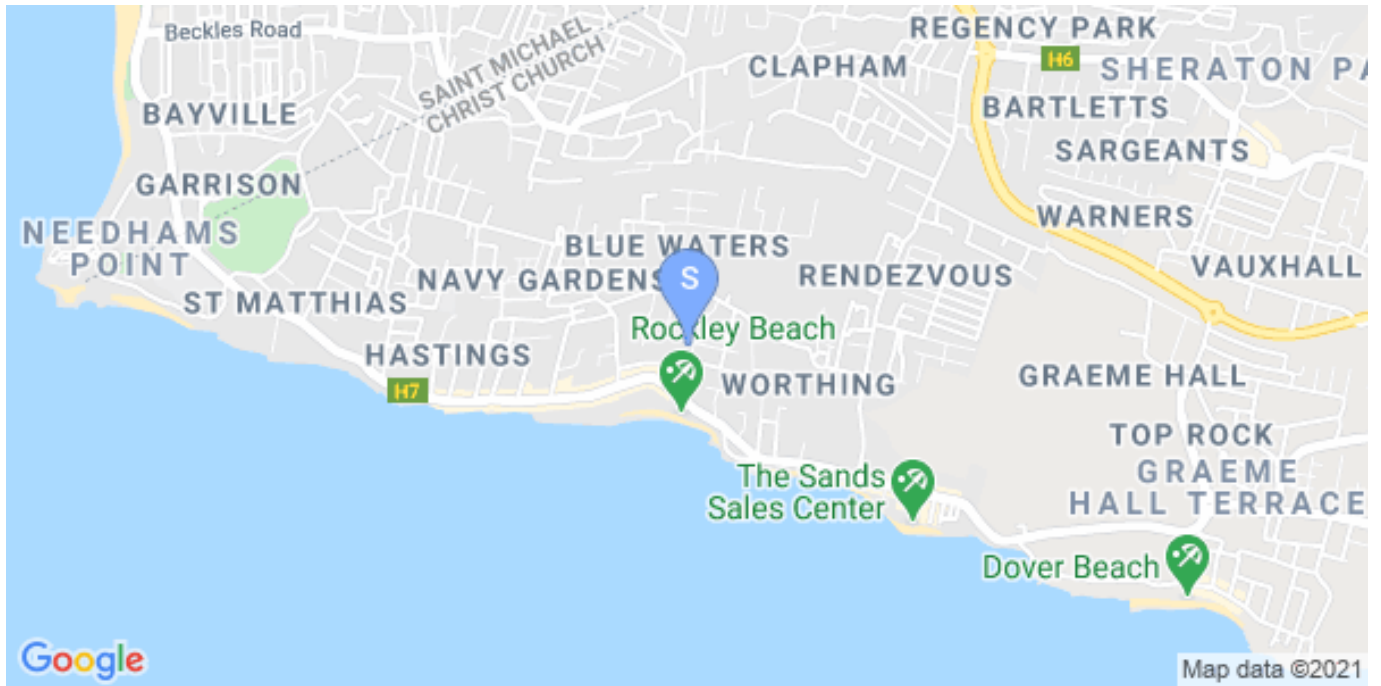 Beckles Road
REGENCY PARK
H6
SHERATON PA
CLAPHAM
SAINT MICHAEL
CHRIST CHURCH
BAYVILLE
BARTLETTS
SARGEANTS
GARRISON
WARNERS
NEEDHAMS
POINT
BLUE WATERS
NAVY GARDENS
S
RENDEZVOUS
VAUXHALL
ST MATTHIAS
Rockley Beach
HASTINGS
H7
WORTHING
GRAEME HALL
TOP ROCK
GRAEME
HALL TERRACE
The Sands
Sales Center
Dover Beach
Google
Map data ©2021